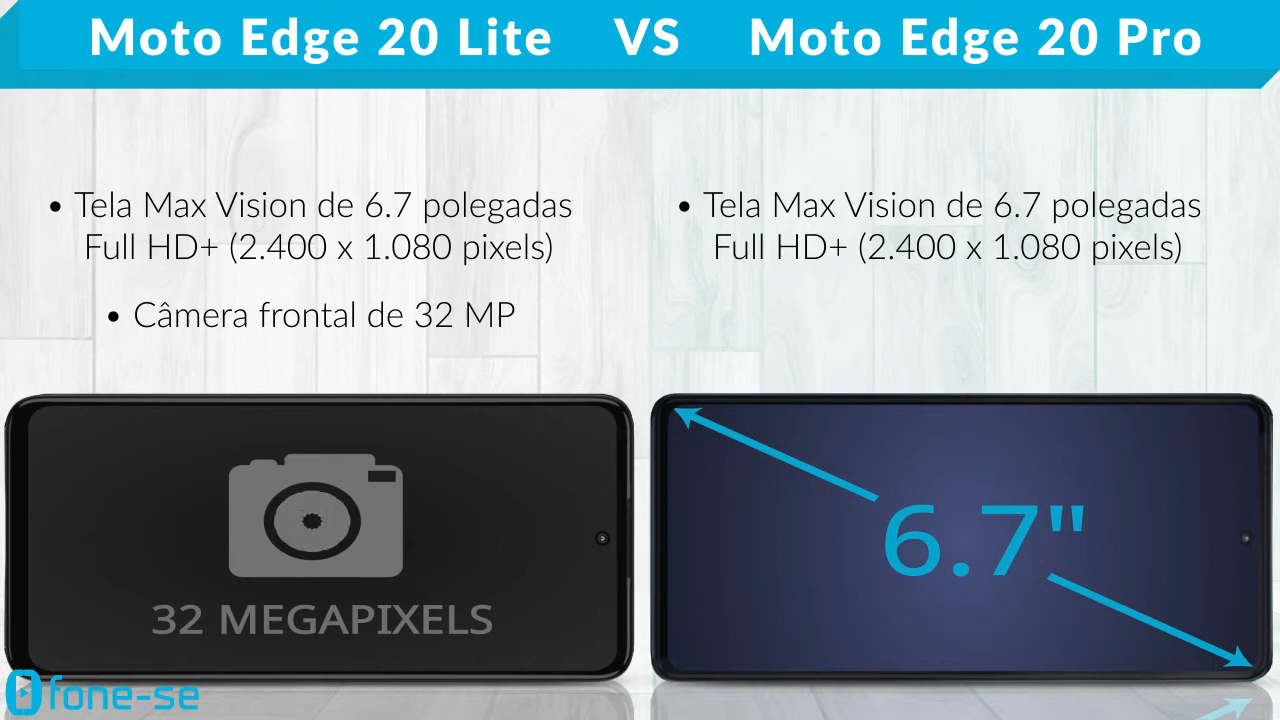 Moto Edge 20 Lite VS Moto Edge 20 Pro
• Tela Max Vision de 6.7 polegadas
Full HD+ (2.400 x 1.080 pixels)
• Câmera frontal de 32 MP
32 MEGAPIXELS
• Tela Max Vision de 6.7 polegadas
Full HD+ (2.400 x 1.080 pixels)
6.7"
fone-se